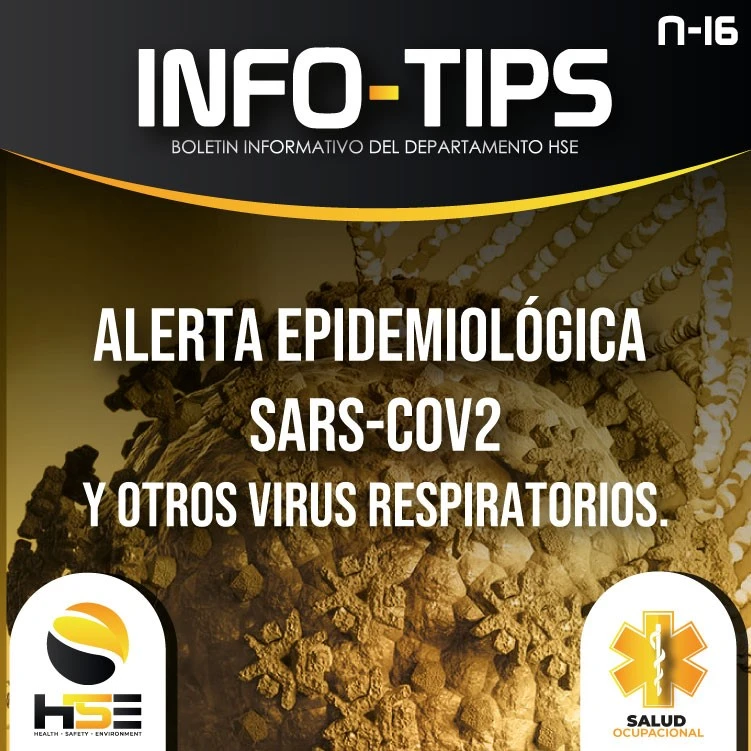 N-16
INFO-TIPS
BOLETIN INFORMATIVO DEL DEPARTAMENTO HSE
ALERTA EPIDEMIOLÓGICA
SARS-COV2
Y OTROS VIRUS RESPIRATORIOS.
HSE
HEALTH - SAFETY - ENVIRONMENT
SALUD
OCUPACIONAL